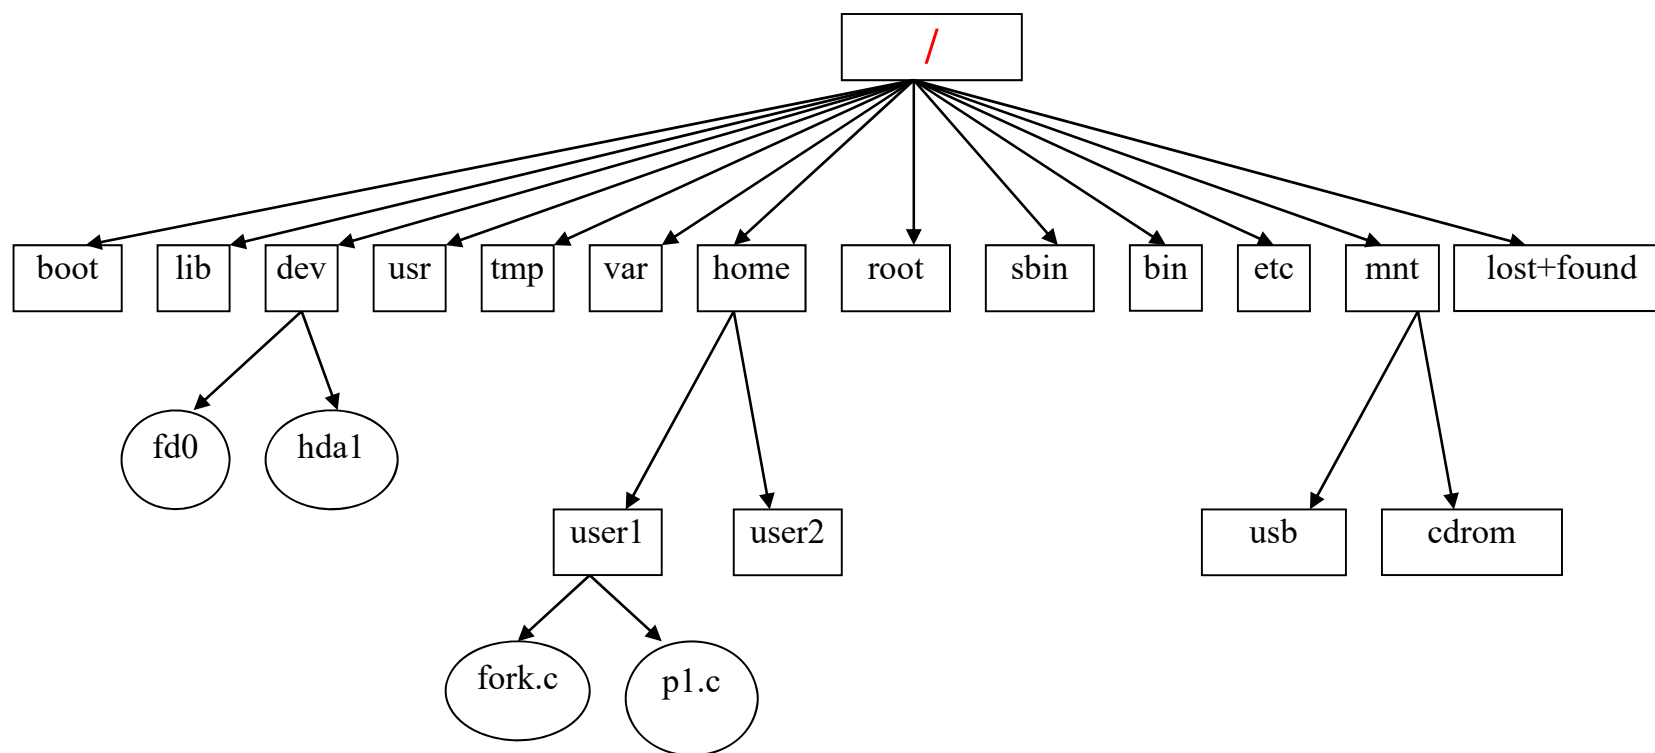 /
boot lib dev usr tmp var home root sbin bin etc mnt lost+found
fd0 hda1
user1 user2 usb cdrom
fork.c p1.c